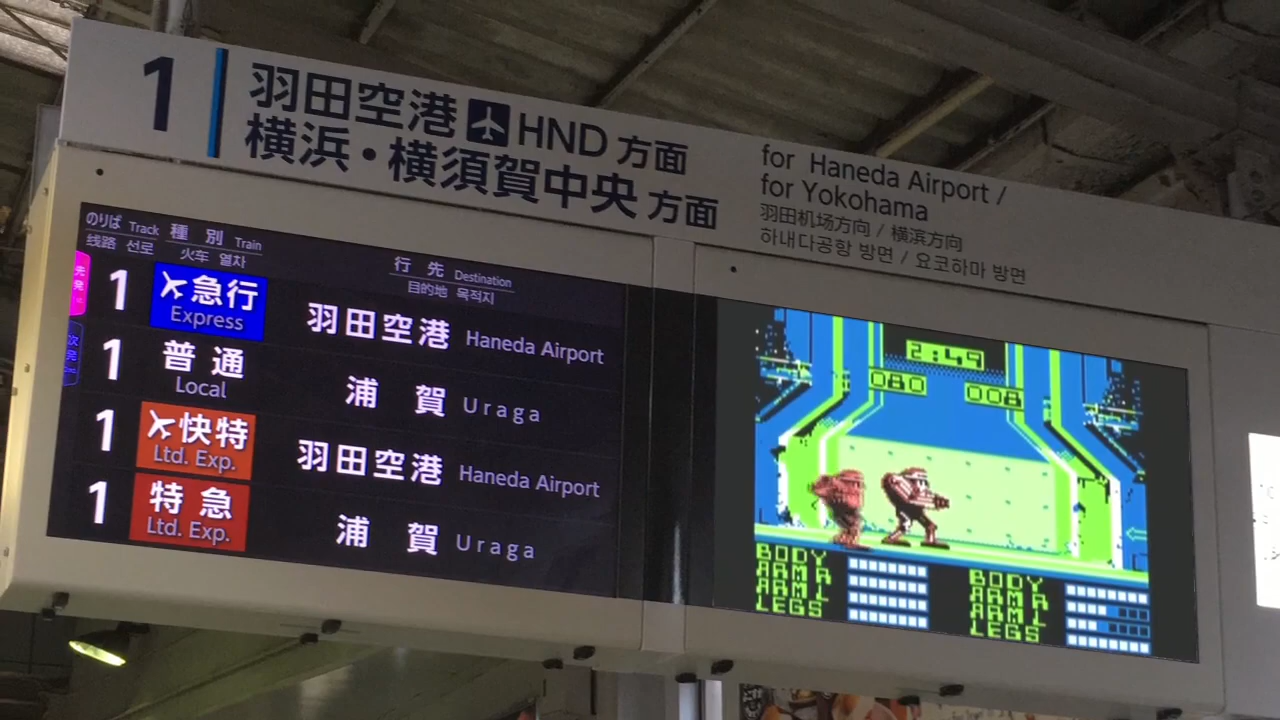 1
羽田空港 HND 方面
横浜・横須賀中央 方面
for Haneda Airport /
for Yokohama
羽田机场方向 / 横滨方向
하내다공항 방면 / 요코하마 방면
のりば Track 種別 Train 行先 Destination
线路 선로 火车 열차 目的地 목적지
先発 1 急行 Express 羽田空港 Haneda Airport
次発 1 普通 Local 浦賀 Uraga
1 快特 Ltd. Exp. 羽田空港 Haneda Airport
1 特急 Ltd. Exp. 浦賀 Uraga
2:49
080 008
BODY
ARM R
ARM L
LEGS
BODY
ARM R
ARM L
LEGS